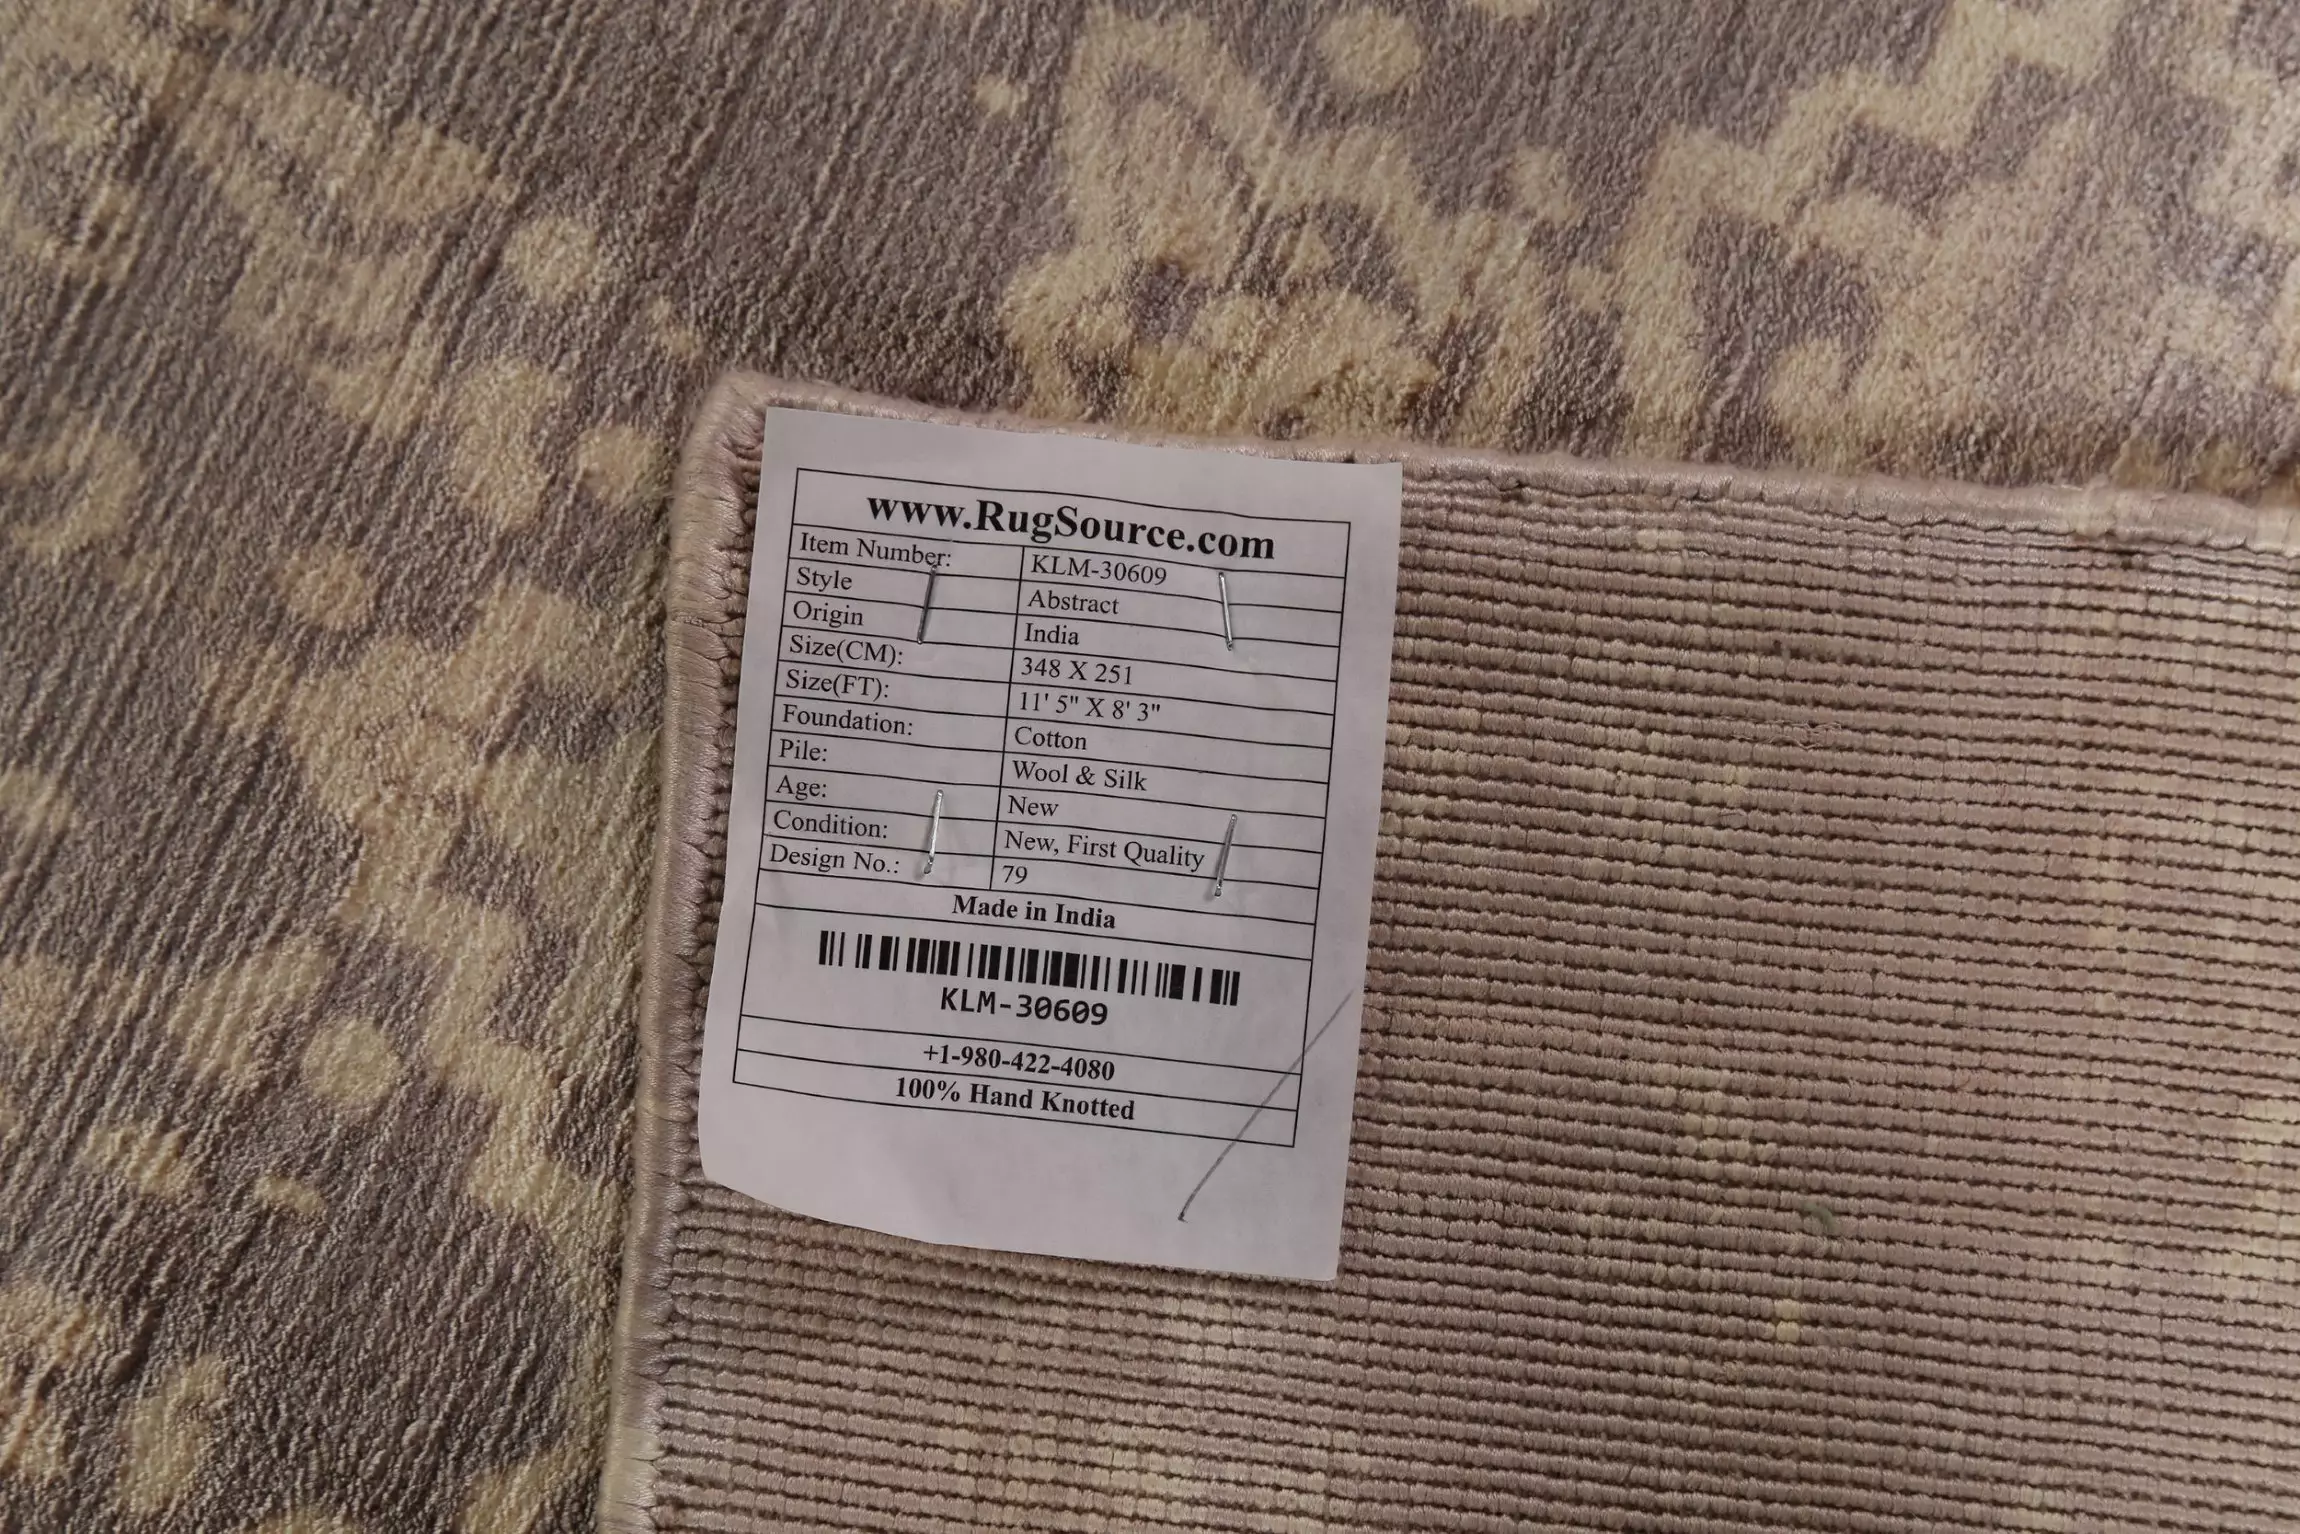 www.RugSource.com
Item Number: KLM-30609
Style Abstract
Origin India
Size(CM): 348 X 251
Size(FT): 11' 5" X 8' 3"
Foundation: Cotton
Pile: Wool & Silk
Age: New
Condition: New, First Quality
Design No.: 79
Made in India
KLM-30609
+1-980-422-4080
100% Hand Knotted